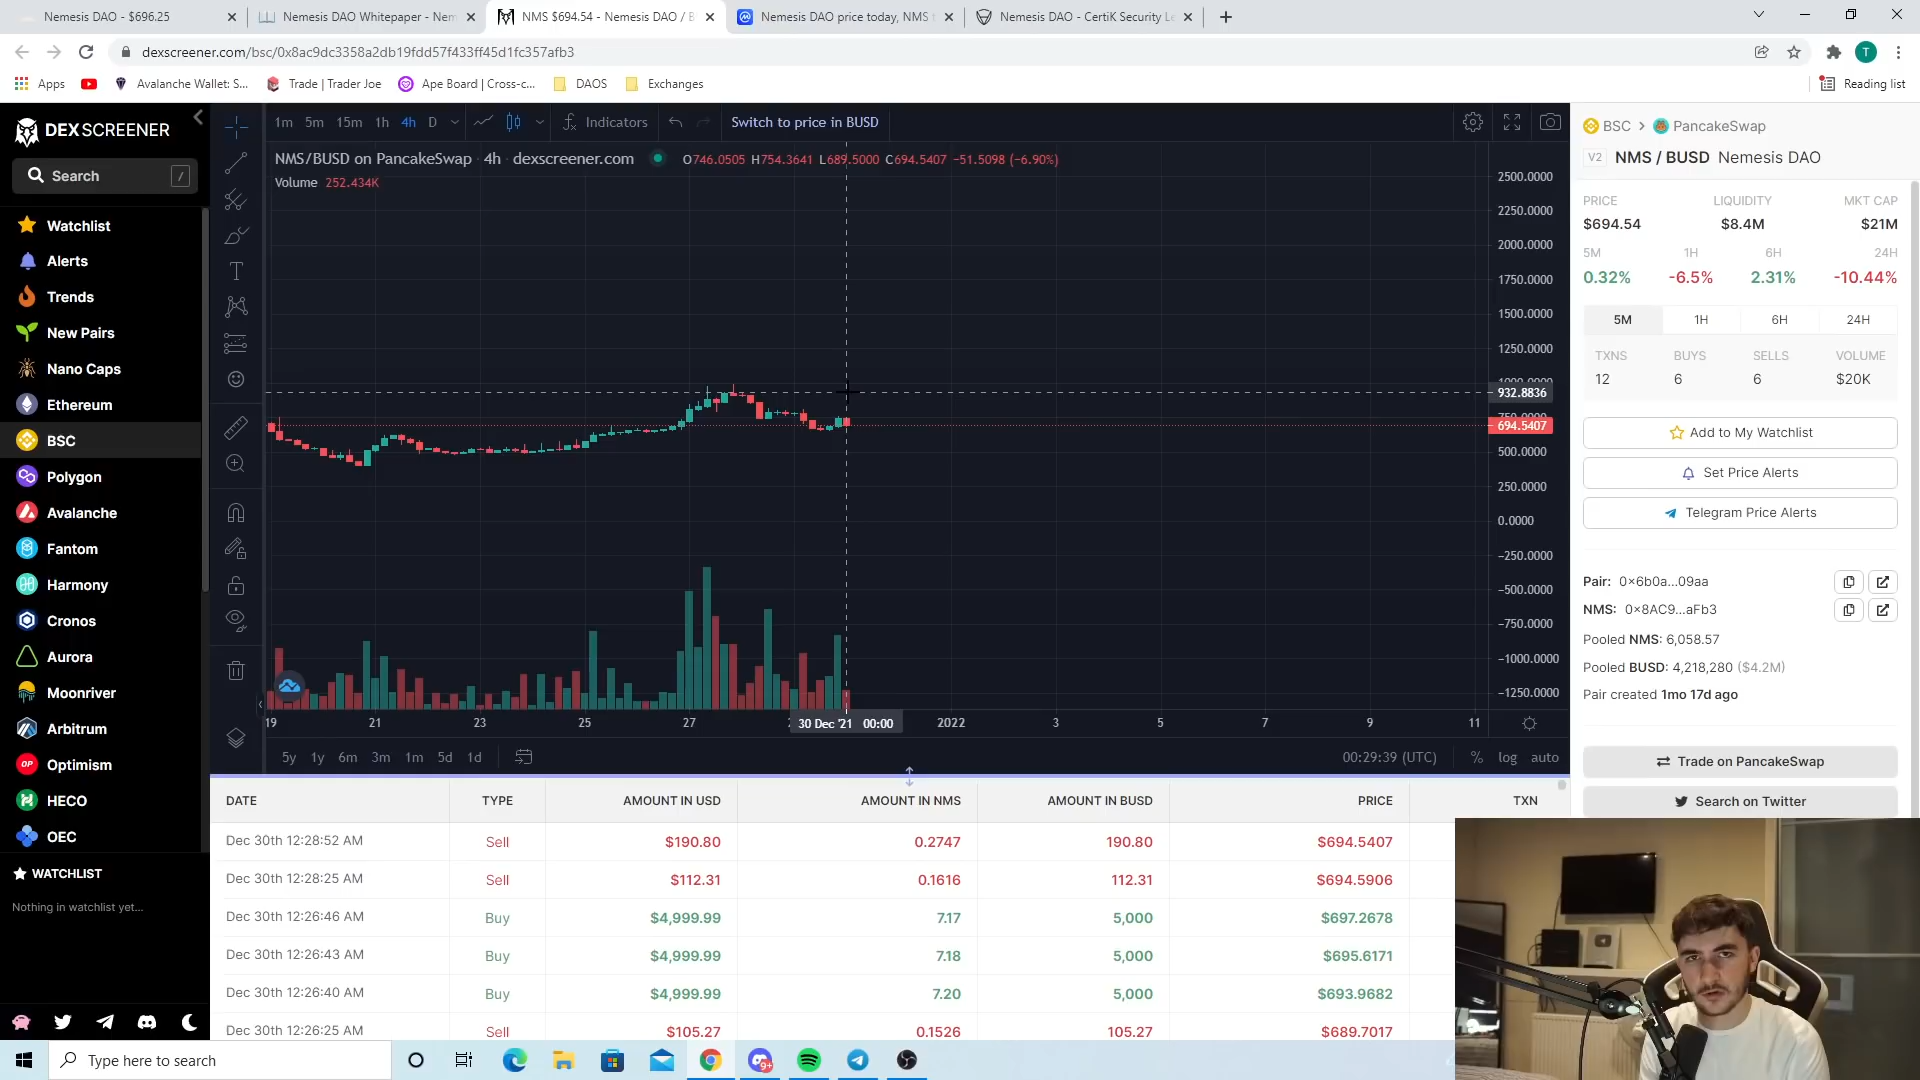 Nemesis DAO - $696.25
Nemesis DAO Whitepaper - Nem
NMS $694.54 - Nemesis DAO / B
Nemesis DAO price today, NMS t
Nemesis DAO - CertiK Security Le
dexscreener.com/bsc/0x8ac9dc3358a2db19fdd57f433ff45d1fc357afb3
T
Apps
Avalanche Wallet: S...
Trade | Trader Joe
Ape Board | Cross-c...
DAOS
Exchanges
Reading list
DEX SCREENER
Search
/
Watchlist
Alerts
Trends
New Pairs
Nano Caps
Ethereum
BSC
Polygon
Avalanche
Fantom
Harmony
Cronos
Aurora
Moonriver
Arbitrum
Optimism
HECO
OEC
WATCHLIST
Nothing in watchlist yet...
1m 5m 15m 1h 4h D
Indicators
Switch to price in BUSD
NMS/BUSD on PancakeSwap · 4h · dexscreener.com
O746.0505 H754.3641 L689.5000 C694.5407 -51.5098 (-6.90%)
Volume 252.434K
2500.0000
2250.0000
2000.0000
1750.0000
1500.0000
1250.0000
932.8836
694.5407
500.0000
250.0000
0.0000
-250.0000
-500.0000
-750.0000
-1000.0000
-1250.0000
19 21 23 25 27 30 Dec '21 00:00 2022 3 5 7 9 11
5y 1y 6m 3m 1m 5d 1d
00:29:39 (UTC)
% log auto
DATE TYPE AMOUNT IN USD AMOUNT IN NMS AMOUNT IN BUSD PRICE TXN
Dec 30th 12:28:52 AM Sell $190.80 0.2747 190.80 $694.5407
Dec 30th 12:28:25 AM Sell $112.31 0.1616 112.31 $694.5906
Dec 30th 12:26:46 AM Buy $4,999.99 7.17 5,000 $697.2678
Dec 30th 12:26:43 AM Buy $4,999.99 7.18 5,000 $695.6171
Dec 30th 12:26:40 AM Buy $4,999.99 7.20 5,000 $693.9682
Dec 30th 12:26:25 AM Sell $105.27 0.1526 105.27 $689.7017
BSC > PancakeSwap
V2 NMS / BUSD Nemesis DAO
PRICE LIQUIDITY MKT CAP
$694.54 $8.4M $21M
5M 1H 6H 24H
0.32% -6.5% 2.31% -10.44%
5M 1H 6H 24H
TXNS BUYS SELLS VOLUME
12 6 6 $20K
Add to My Watchlist
Set Price Alerts
Telegram Price Alerts
Pair: 0x6b0a...09aa
NMS: 0x8AC9...aFb3
Pooled NMS: 6,058.57
Pooled BUSD: 4,218,280 ($4.2M)
Pair created 1mo 17d ago
Trade on PancakeSwap
Search on Twitter
Type here to search
9+